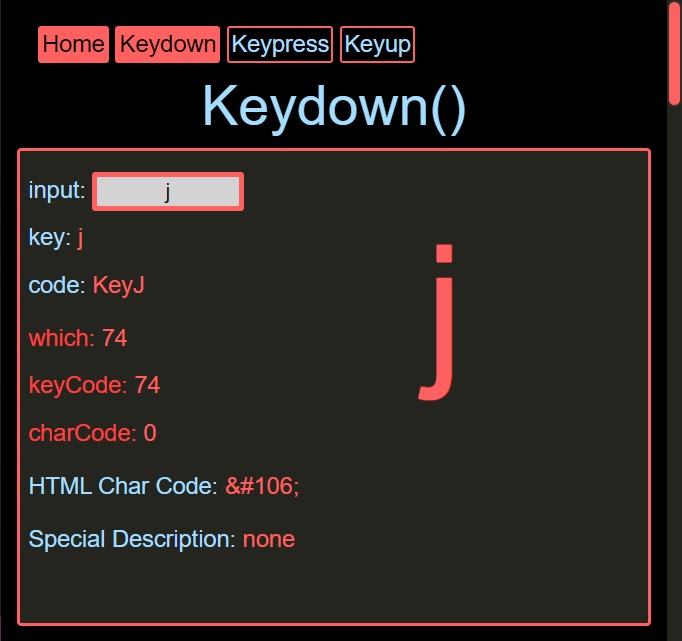 Home Keydown Keypress Keyup
Keydown()
input: j
key: j
code: KeyJ
j
which: 74
keyCode: 74
charCode: 0
HTML Char Code: &#106;
Special Description: none